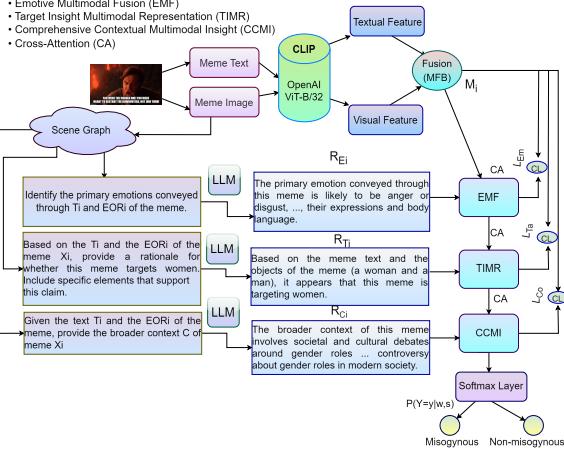 • Emotive Multimodal Fusion (EMF)
• Target Insight Multimodal Representation (TIMR)
• Comprehensive Contextual Multimodal Insight (CCMI)
• Cross-Attention (CA)
Meme Text
Meme Image
CLIP
OpenAI
ViT-B/32
Textual Feature
Visual Feature
Fusion
(MFB)
Mi
Scene Graph
LLM
REi
CA
LEm
CL
Identify the primary emotions conveyed
through Ti and EORi of the meme.
The primary emotion conveyed through
this meme is likely to be anger or
disgust, ..., their expressions and body
language.
EMF
CA
LTa
CL
LLM
RTi
Based on the Ti and the EORi of the
meme Xi, provide a rationale for
whether this meme targets women.
Include specific elements that support
this claim.
Based on the meme text and the
objects of the meme (a woman and a
man), it appears that this meme is
targeting women.
TIMR
CA
LCo
CL
LLM
RCi
Given the text Ti and the EORi of the
meme, provide the broader context C of
meme Xi
The broader context of this meme
involves societal and cultural debates
around gender roles ... controversy
about gender roles in modern society.
CCMI
Softmax Layer
P(Y=y|w,s)
Misogynous
Non-misogynous